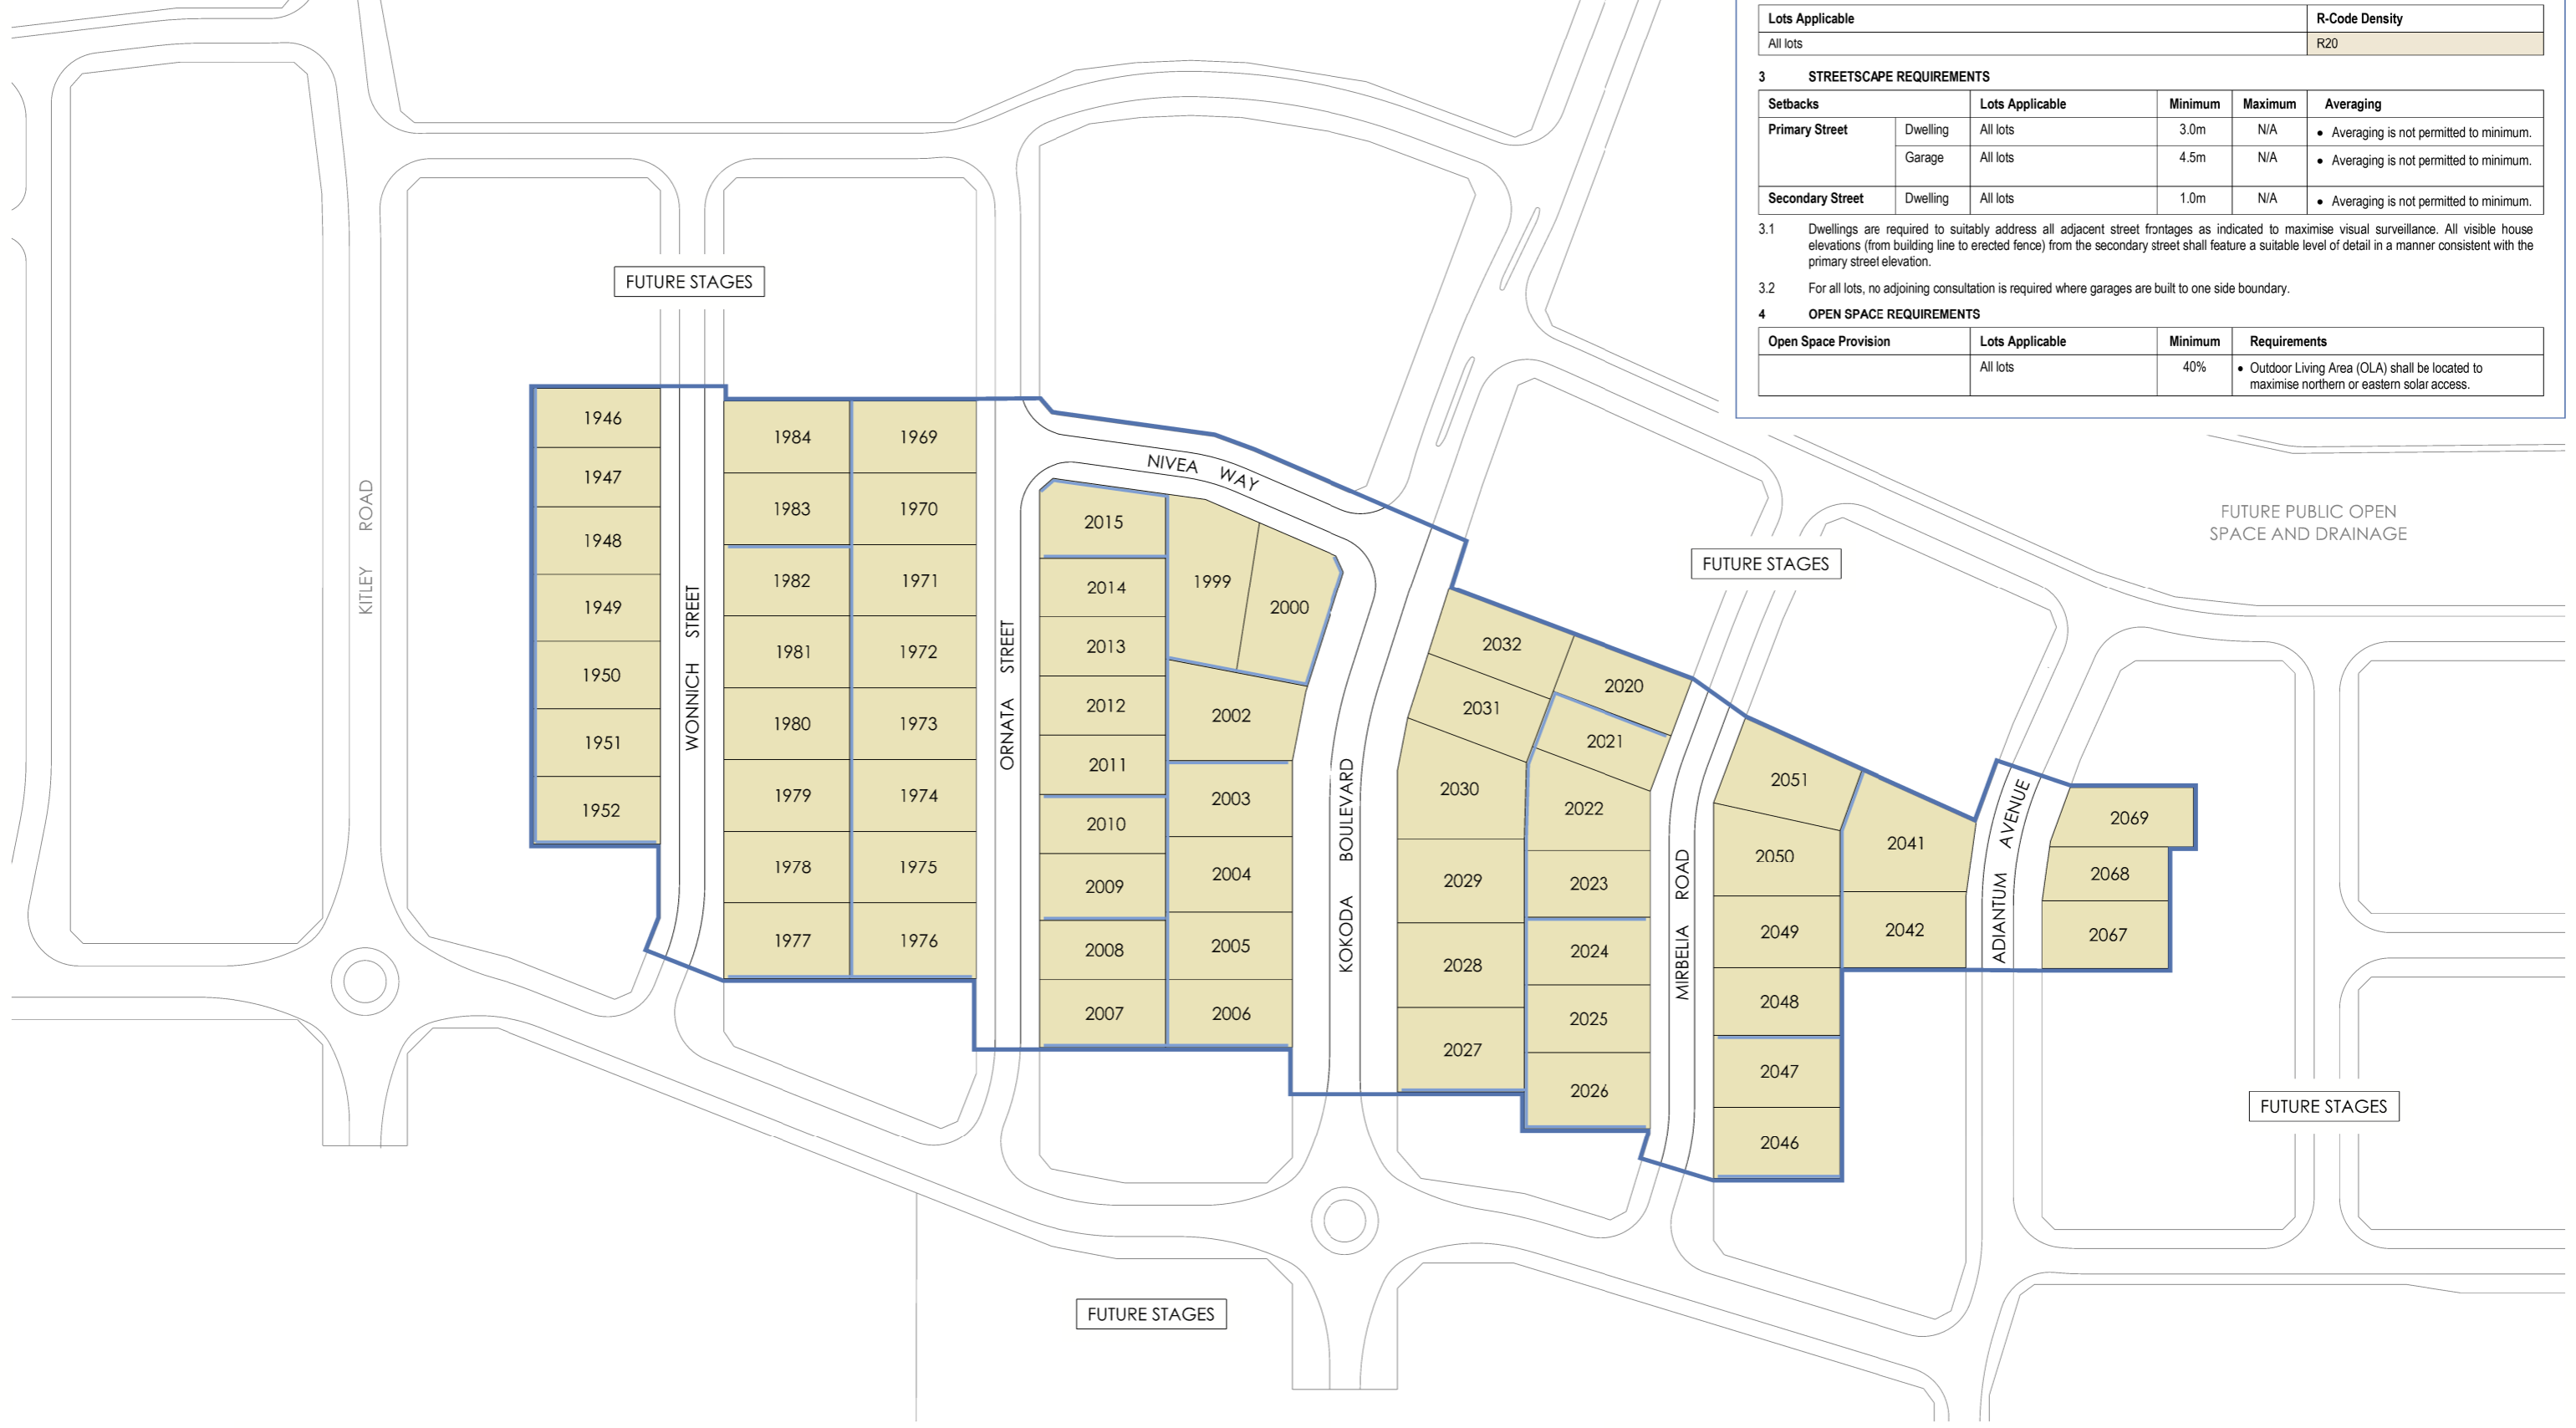 Lots Applicable R-Code Density
All lots R20
3 STREETSCAPE REQUIREMENTS
Setbacks Lots Applicable Minimum Maximum Averaging
Primary Street Dwelling All lots 3.0m N/A • Averaging is not permitted to minimum.
Garage All lots 4.5m N/A • Averaging is not permitted to minimum.
Secondary Street Dwelling All lots 1.0m N/A • Averaging is not permitted to minimum.
3.1 Dwellings are required to suitably address all adjacent street frontages as indicated to maximise visual surveillance. All visible house
elevations (from building line to erected fence) from the secondary street shall feature a suitable level of detail in a manner consistent with the
primary street elevation.
3.2 For all lots, no adjoining consultation is required where garages are built to one side boundary.
4 OPEN SPACE REQUIREMENTS
Open Space Provision Lots Applicable Minimum Requirements
All lots 40% • Outdoor Living Area (OLA) shall be located to
maximise northern or eastern solar access.
FUTURE STAGES
KITLEY ROAD
1946
1947
1948
1949
1950
1951
1952
WONNICH STREET
1984
1983
1982
1981
1980
1979
1978
1977
1969
1970
1971
1972
1973
1974
1975
1976
ORNATA STREET
NIVEA WAY
2015
2014
2013
2012
2011
2010
2009
2008
2007
1999
2000
2002
2003
2004
2005
2006
KOKODA BOULEVARD
2032
2031
2030
2029
2028
2027
2020
2021
2022
2023
2024
2025
2026
MIRBELIA ROAD
FUTURE STAGES
2051
2050
2049
2048
2047
2046
2041
2042
ADIANTUM AVENUE
2069
2068
2067
FUTURE PUBLIC OPEN
SPACE AND DRAINAGE
FUTURE STAGES
FUTURE STAGES